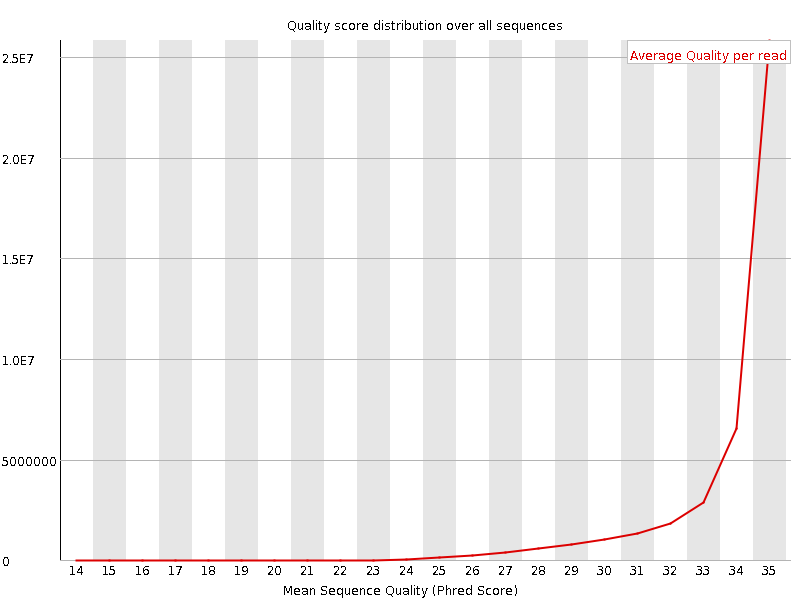 Quality score distribution over all sequences
Average Quality per read
2.5E7
2.0E7
1.5E7
1.0E7
5000000
0
14 15 16 17 18 19 20 21 22 23 24 25 26 27 28 29 30 31 32 33 34 35
Mean Sequence Quality (Phred Score)